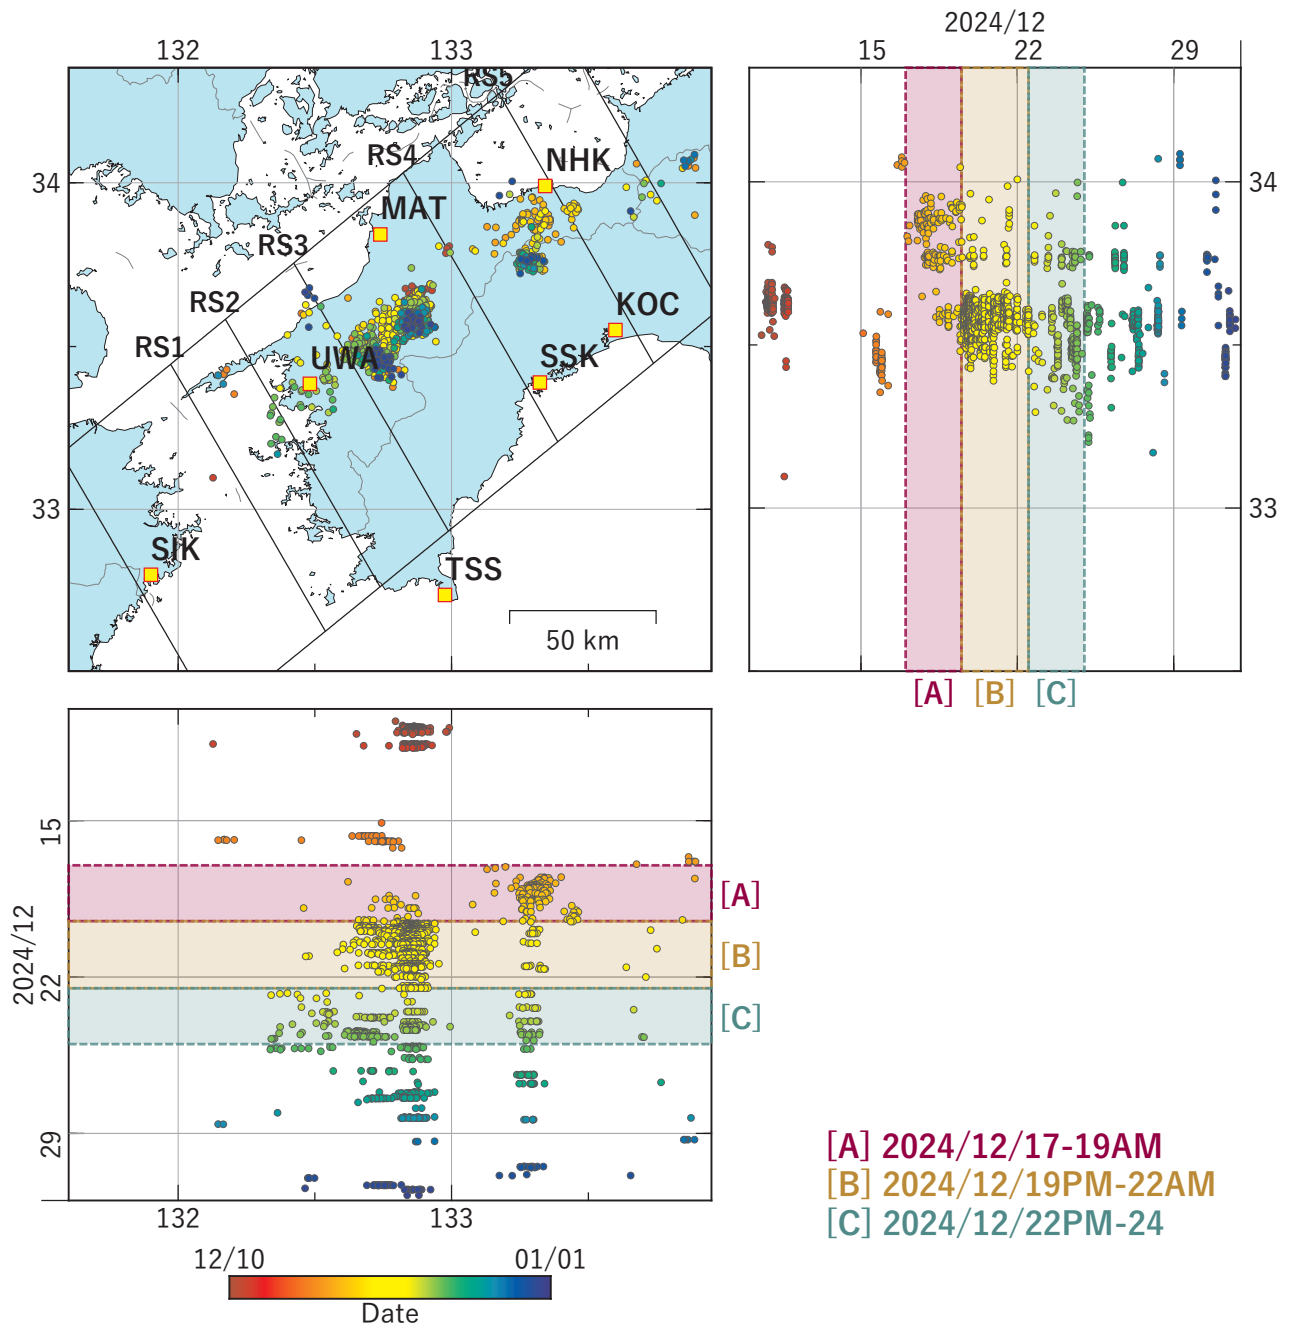 2024/12
132 133
15 22 29
RS5
RS4
NHK
34
34
MAT
RS3
RS2
KOC
RS1
UWA
SSK
33
33
SIK
TSS
50 km
[A] [B] [C]
15
[A]
[B]
22
2024/12
[C]
29
132 133
[A] 2024/12/17-19AM
[B] 2024/12/19PM-22AM
[C] 2024/12/22PM-24
12/10 01/01
Date